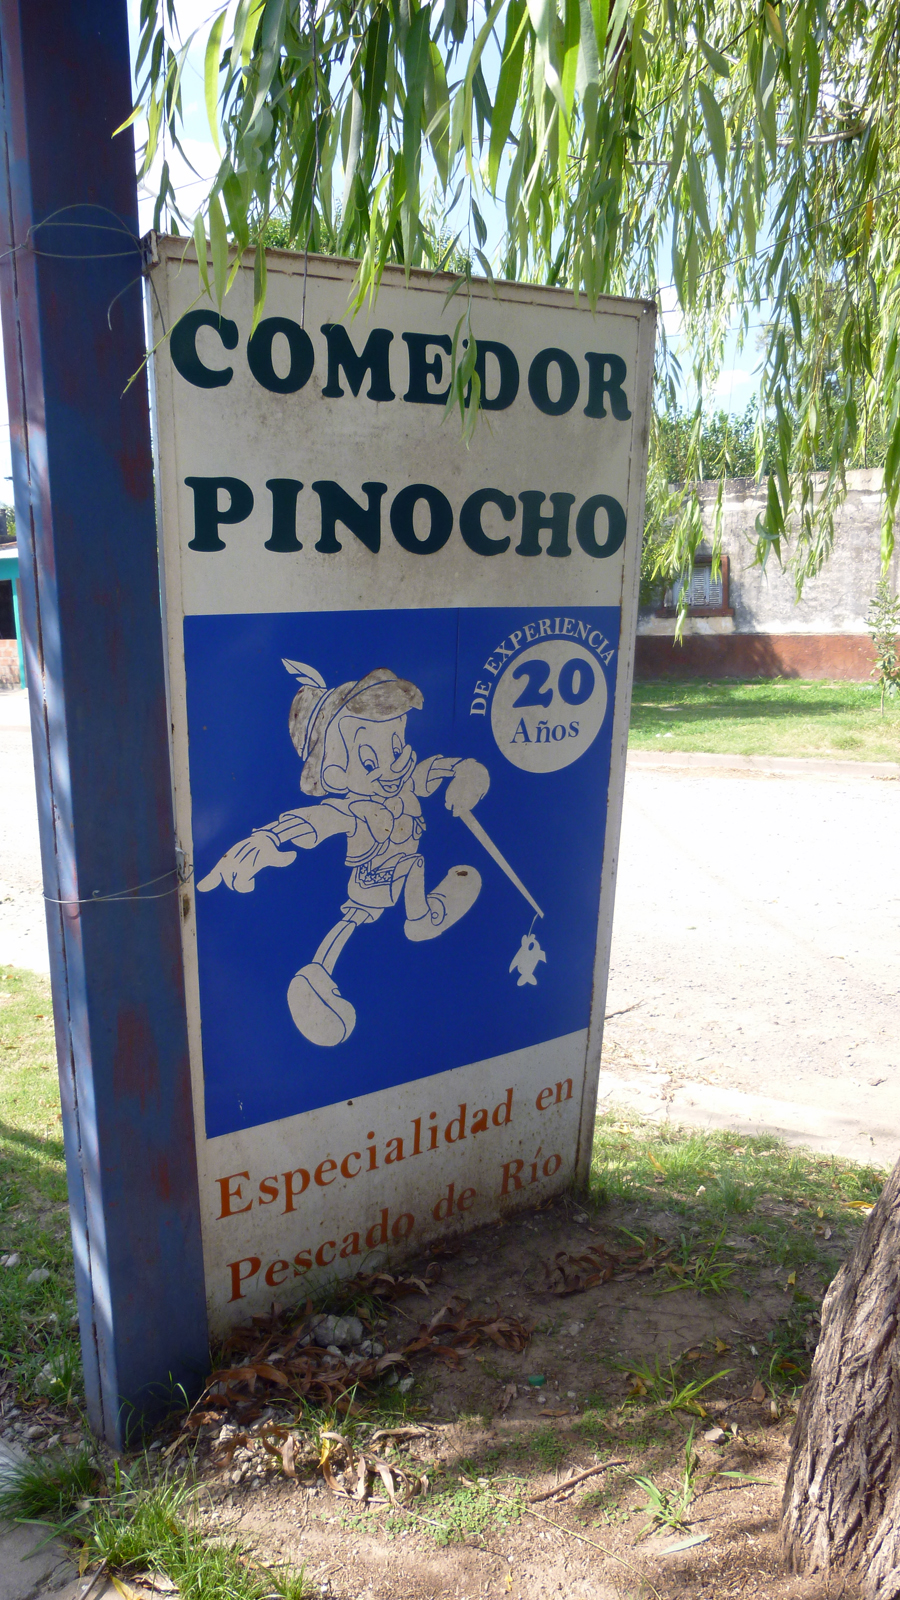 COMEDOR
PINOCHO
DE EXPERIENCIA
20
Años
Especialidad en
Pescado de Río